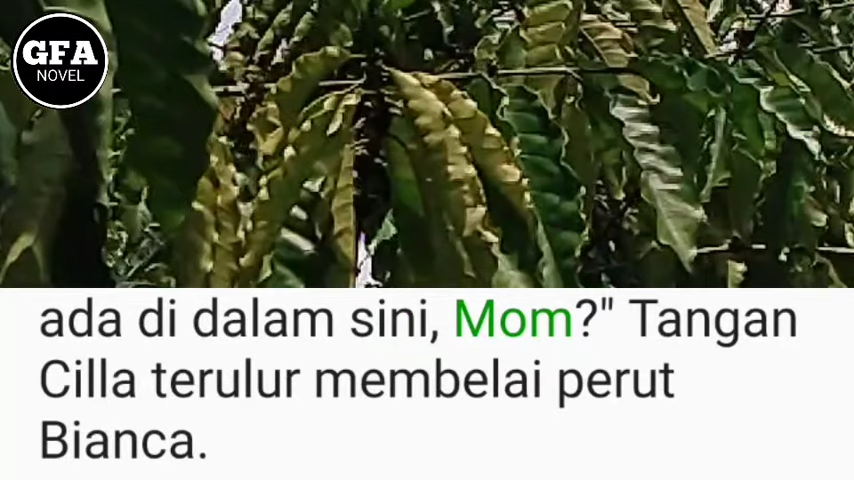 GFA
NOVEL
ada di dalam sini, Mom?" Tangan
Cilla terulur membelai perut
Bianca.